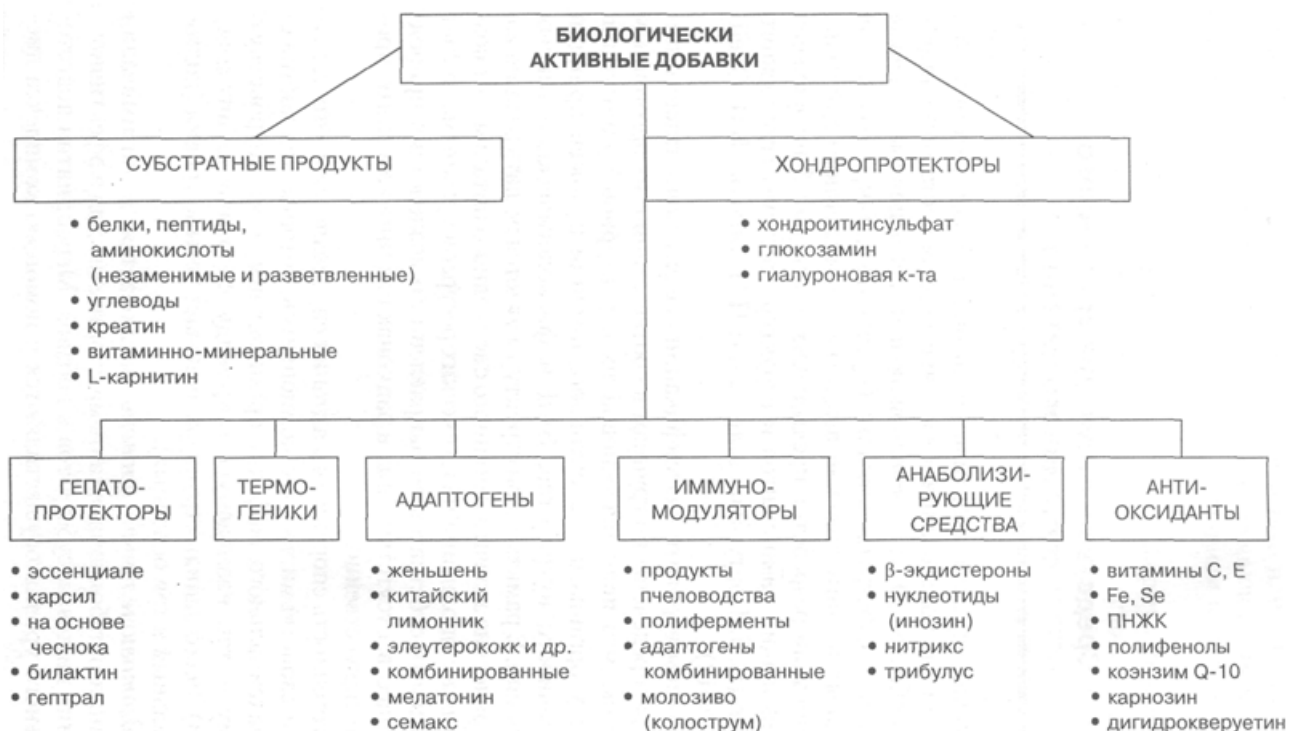 БИОЛОГИЧЕСКИ
АКТИВНЫЕ ДОБАВКИ
СУБСТРАТНЫЕ ПРОДУКТЫ
• белки, пептиды,
аминокислоты
(незаменимые и разветвленные)
• углеводы
• креатин
• витаминно-минеральные
• L-карнитин
ХОНДРОПРОТЕКТОРЫ
• хондроитинсульфат
• глюкозамин
• гиалуроновая к-та
ГЕПАТО-
ПРОТЕКТОРЫ
• эссенциале
• карсил
• на основе
чеснока
• билактин
• гептрал
ТЕРМО-
ГЕНИКИ
АДАПТОГЕНЫ
• женьшень
• китайский
лимонник
• элеутерококк и др.
• комбинированные
• мелатонин
• семакс
ИММУНО-
МОДУЛЯТОРЫ
• продукты
пчеловодства
• полиферменты
• адаптогены
комбинированные
• молозиво
(колострум)
АНАБОЛИЗИ-
РУЮЩИЕ
СРЕДСТВА
• β-экдистероны
• нуклеотиды
(инозин)
• нитрикс
• трибулус
АНТИ-
ОКСИДАНТЫ
• витамины С, Е
• Fe, Se
• ПНЖК
• полифенолы
• коэнзим Q-10
• карнозин
• дигидрокверуетин